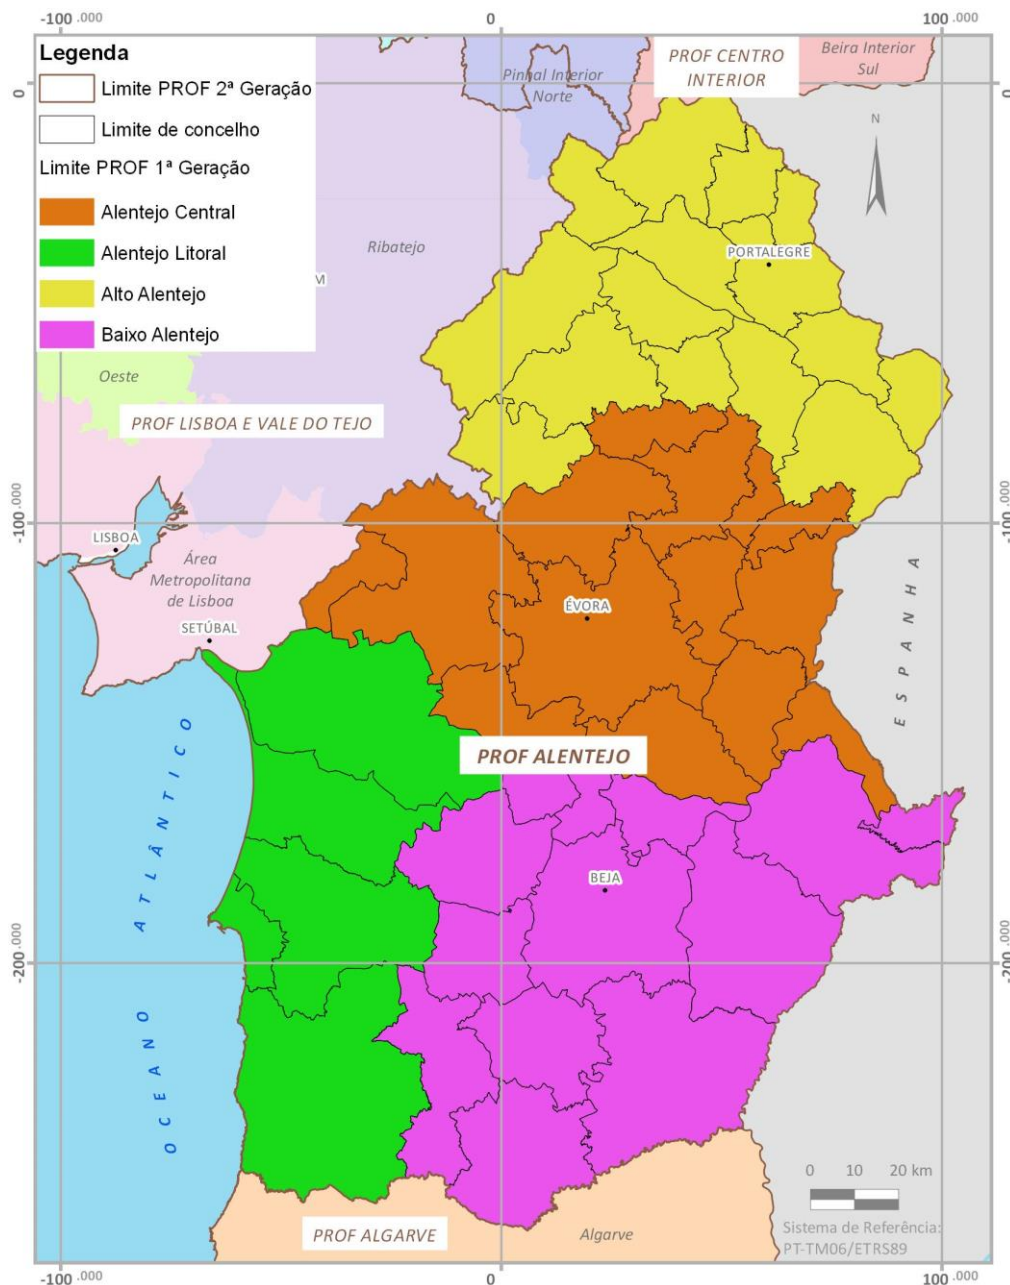 -100.000
0
100.000
Legenda
Limite PROF 2ª Geração
Limite de concelho
Limite PROF 1ª Geração
Alentejo Central
Alentejo Litoral
Alto Alentejo
Baixo Alentejo
PROF CENTRO
INTERIOR
Beira Interior
Sul
Pinhal Interior
Norte
0
0
N
Ribatejo
PORTALEGRE
M
Oeste
PROF LISBOA E VALE DO TEJO
-100.000
-100.000
LISBOA
Área
Metropolitana
de Lisboa
SETÚBAL
ÉVORA
ESPANHA
PROF ALENTEJO
OCEANO ATLÂNTICO
BEJA
-200.000
-200.000
0 10 20 km
Sistema de Referência:
PT-TM06/ETRS89
PROF ALGARVE
Algarve
-100.000
0
100.000